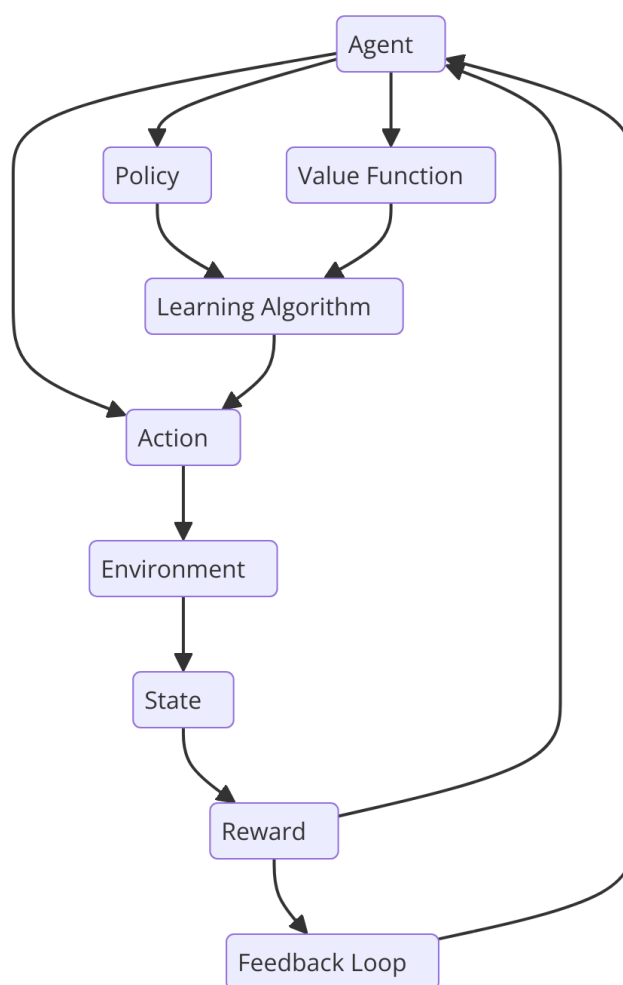 Agent
Policy
Value Function
Learning Algorithm
Action
Environment
State
Reward
Feedback Loop